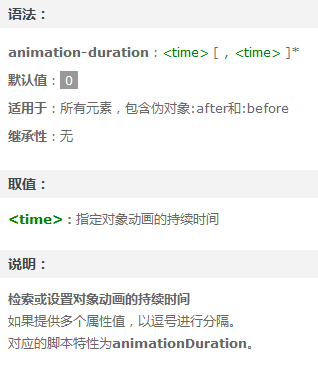 语法：
animation-duration：<time> [ , <time> ]*
默认值：0
适用于：所有元素，包含伪对象:after和:before
继承性：无
取值：
<time>：指定对象动画的持续时间
说明：
检索或设置对象动画的持续时间
如果提供多个属性值，以逗号进行分隔。
对应的脚本特性为animationDuration。